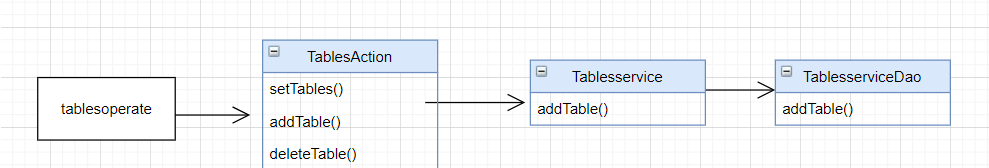 tablesoperate
TablesAction
setTables()
addTable()
deleteTable()
Tablesservice
addTable()
TablesserviceDao
addTable()